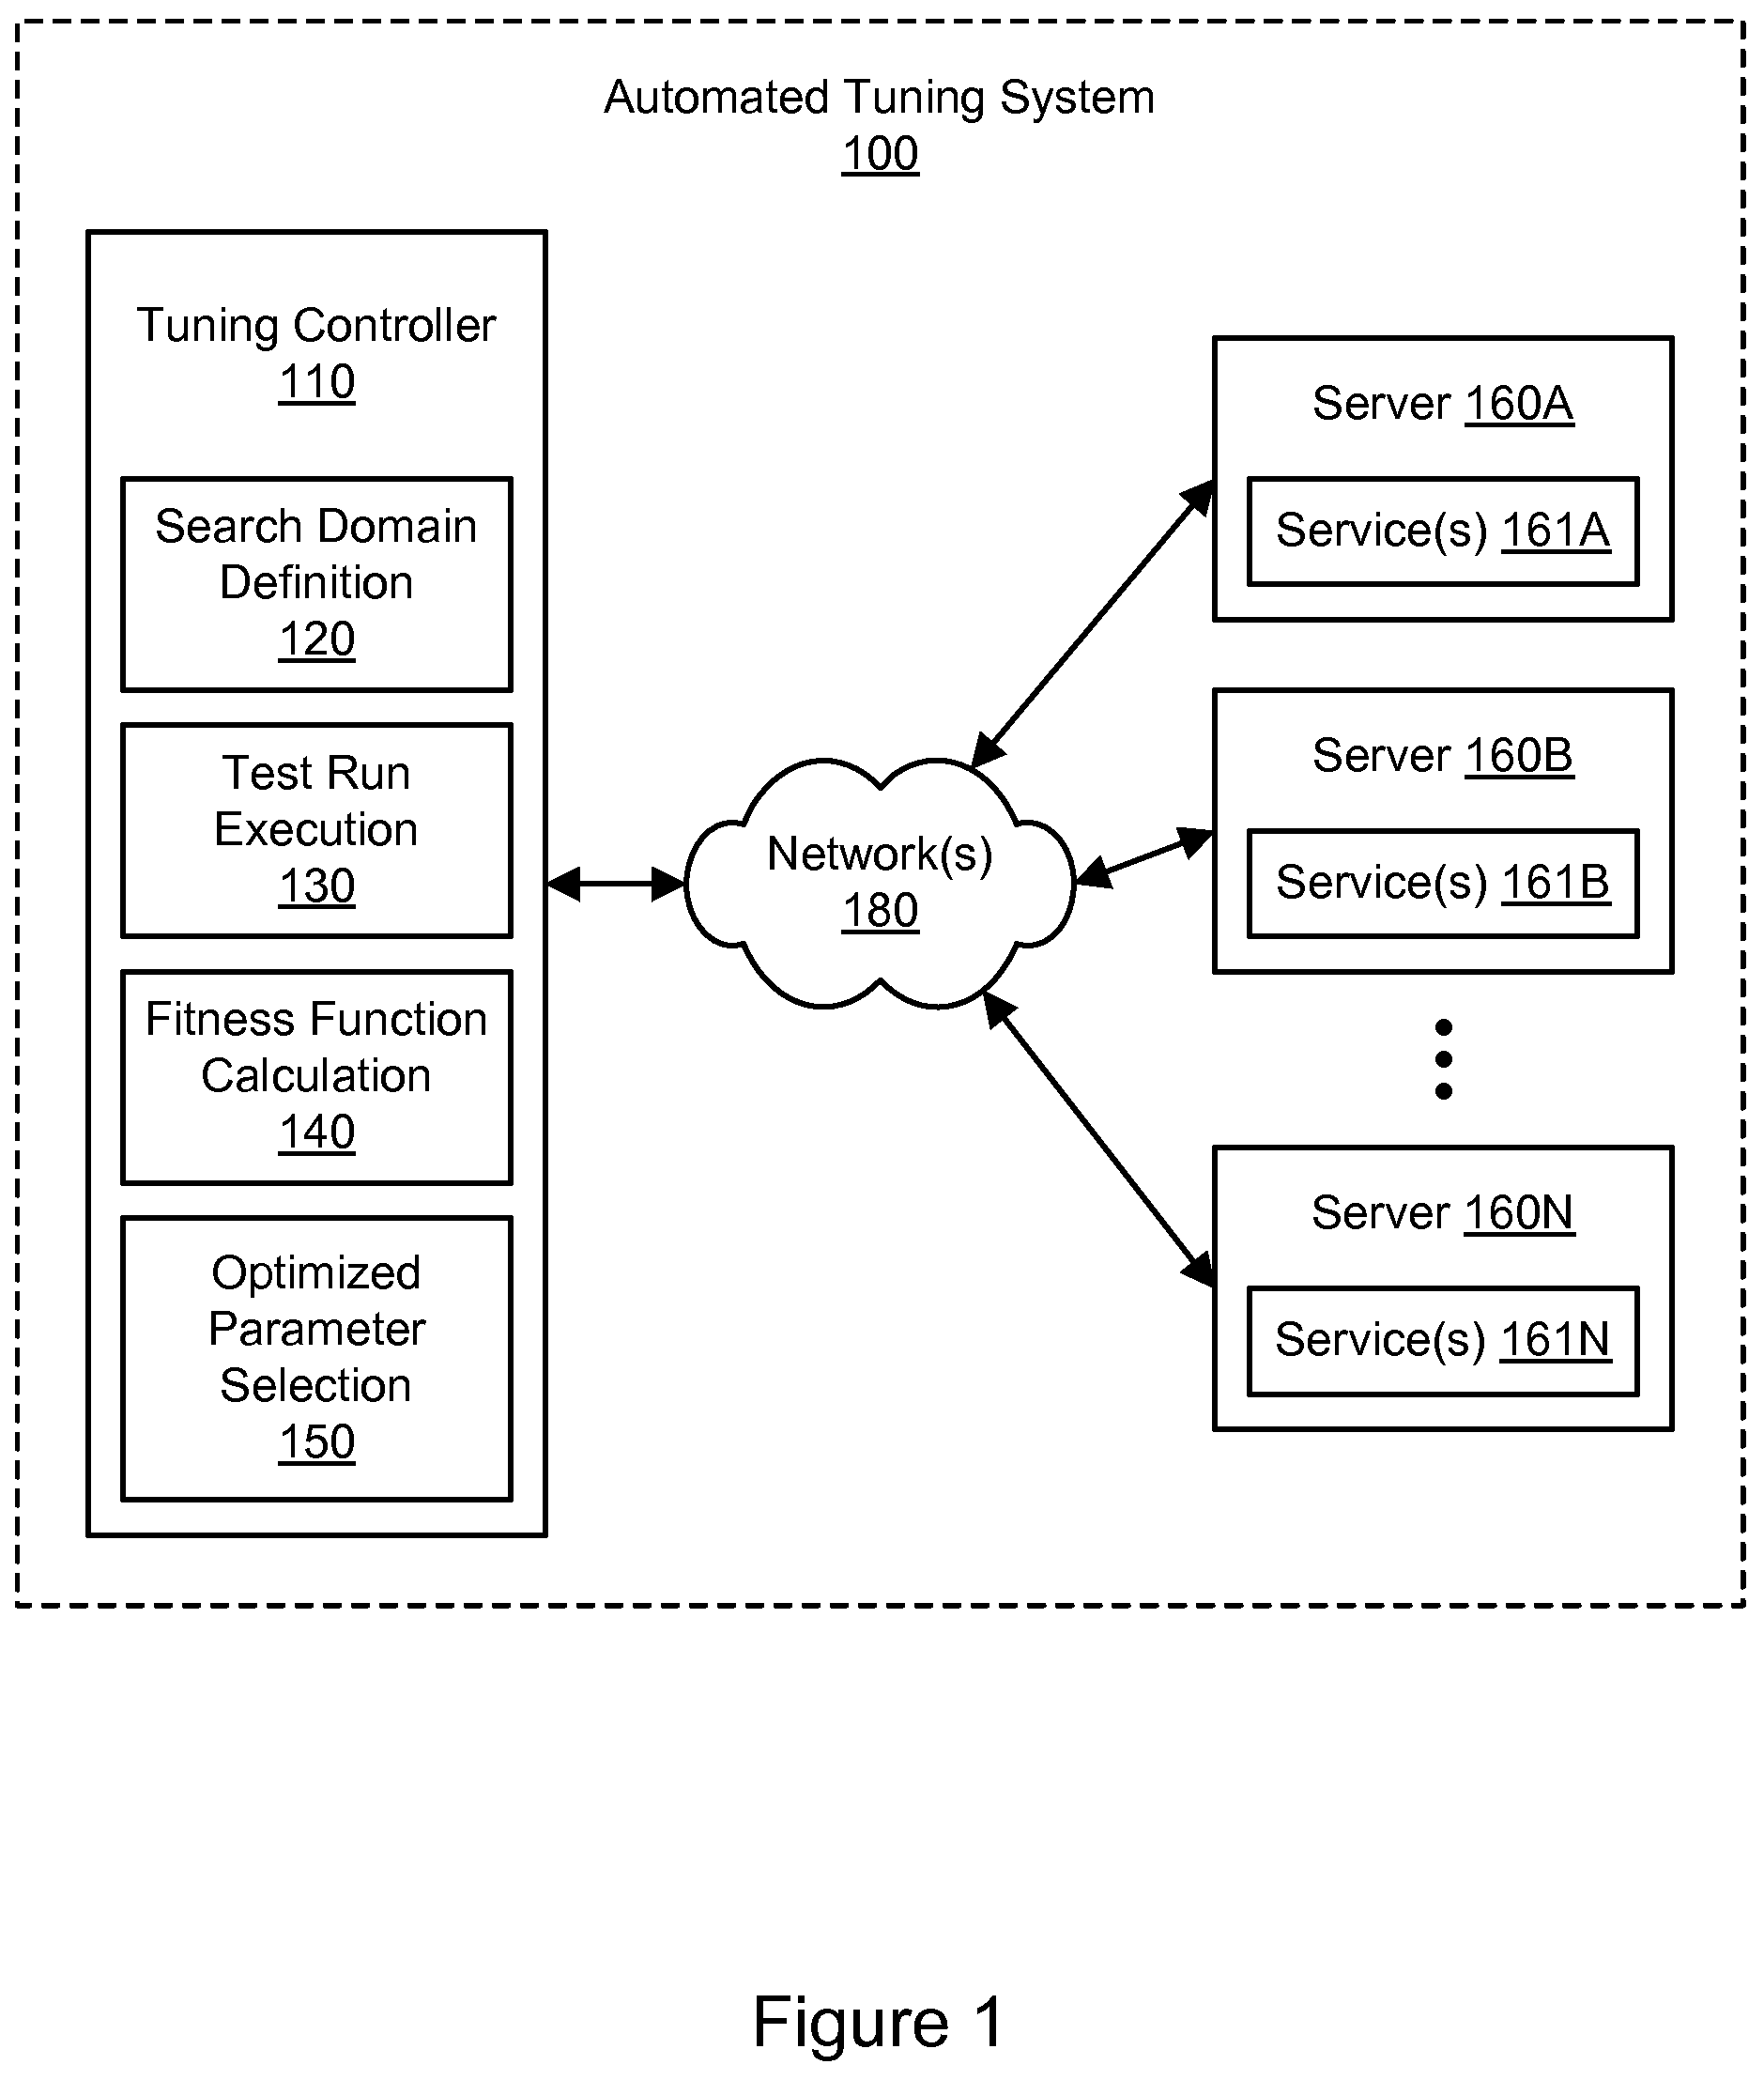 Automated Tuning System
100
Tuning Controller
110
Search Domain
Definition
120
Test Run
Execution
130
Fitness Function
Calculation
140
Optimized
Parameter
Selection
150
Network(s)
180
Server 160A
Service(s) 161A
Server 160B
Service(s) 161B
Server 160N
Service(s) 161N
Figure 1